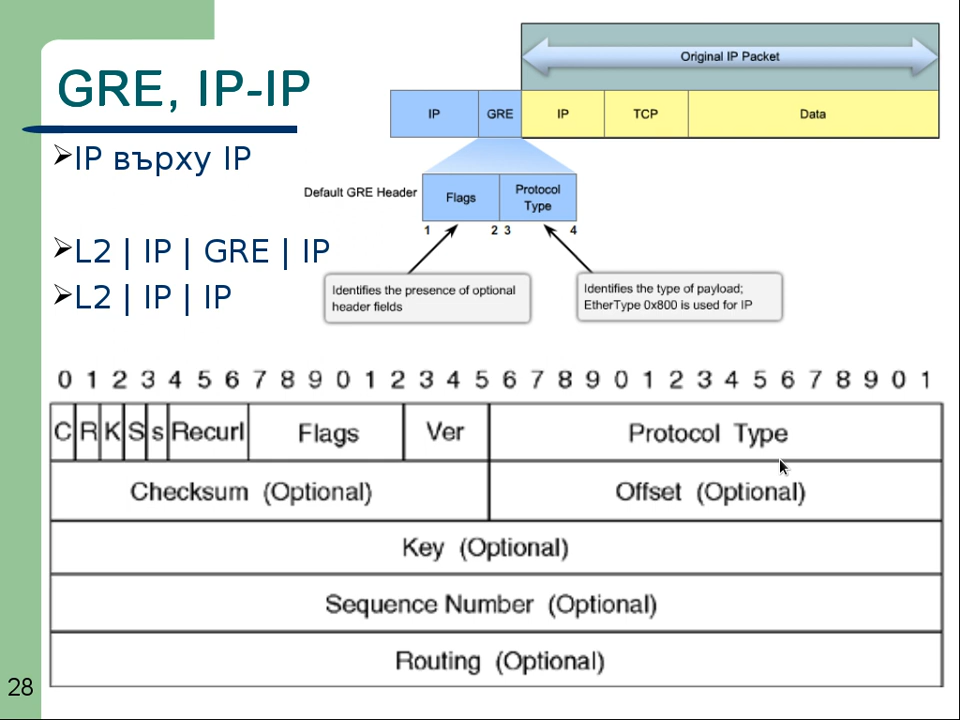 GRE, IP-IP
➢IP върху IP
➢L2 | IP | GRE | IP
➢L2 | IP | IP
Original IP Packet
IP GRE IP TCP Data
Default GRE Header Flags Protocol Type
1 2 3 4
Identifies the presence of optional
header fields
Identifies the type of payload;
EtherType 0x800 is used for IP
0 1 2 3 4 5 6 7 8 9 0 1 2 3 4 5 6 7 8 9 0 1 2 3 4 5 6 7 8 9 0 1
C R K S s Recurl Flags Ver Protocol Type
Checksum (Optional) Offset (Optional)
Key (Optional)
Sequence Number (Optional)
Routing (Optional)
28